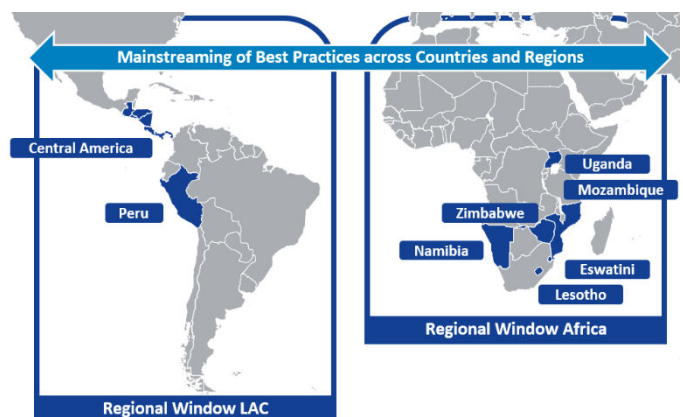 Mainstreaming of Best Practices across Countries and Regions
Central America
Peru
Regional Window LAC
Uganda
Mozambique
Zimbabwe
Namibia
Eswatini
Lesotho
Regional Window Africa